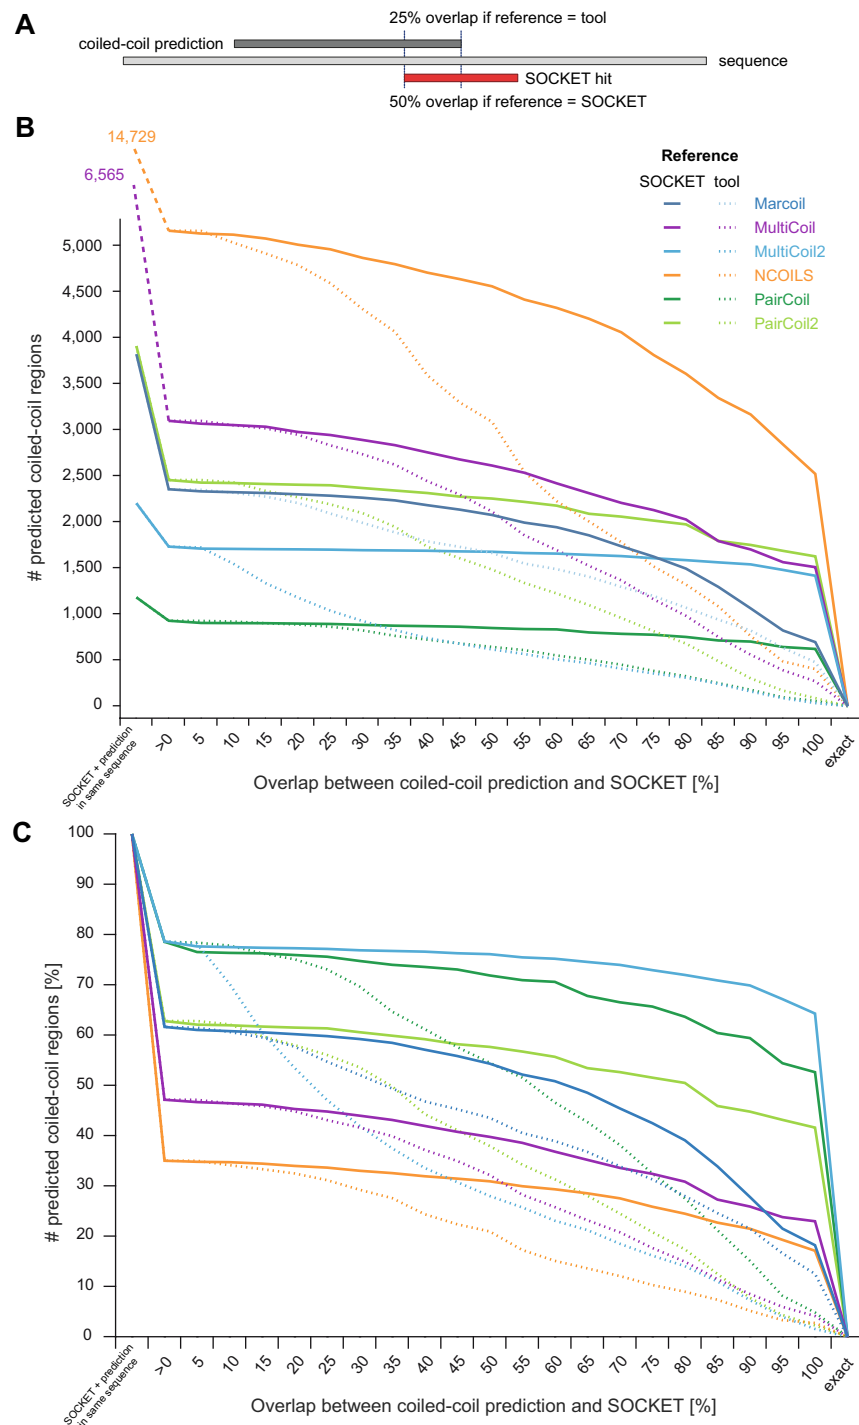 A
25% overlap if reference = tool
coiled-coil prediction
sequence
SOCKET hit
50% overlap if reference = SOCKET
B
14,729
6,565
Reference
SOCKET tool
Marcoil
MultiCoil
MultiCoil2
NCOILS
PairCoil
PairCoil2
# predicted coiled-coil regions
5,000
4,500
4,000
3,500
3,000
2,500
2,000
1,500
1,000
500
0
SOCKET + prediction
in same sequence
>0 5 10 15 20 25 30 35 40 45 50 55 60 65 70 75 80 85 90 95 100 exact
Overlap between coiled-coil prediction and SOCKET [%]
C
# predicted coiled-coil regions [%]
100
90
80
70
60
50
40
30
20
10
0
SOCKET + prediction
in same sequence
>0 5 10 15 20 25 30 35 40 45 50 55 60 65 70 75 80 85 90 95 100 exact
Overlap between coiled-coil prediction and SOCKET [%]